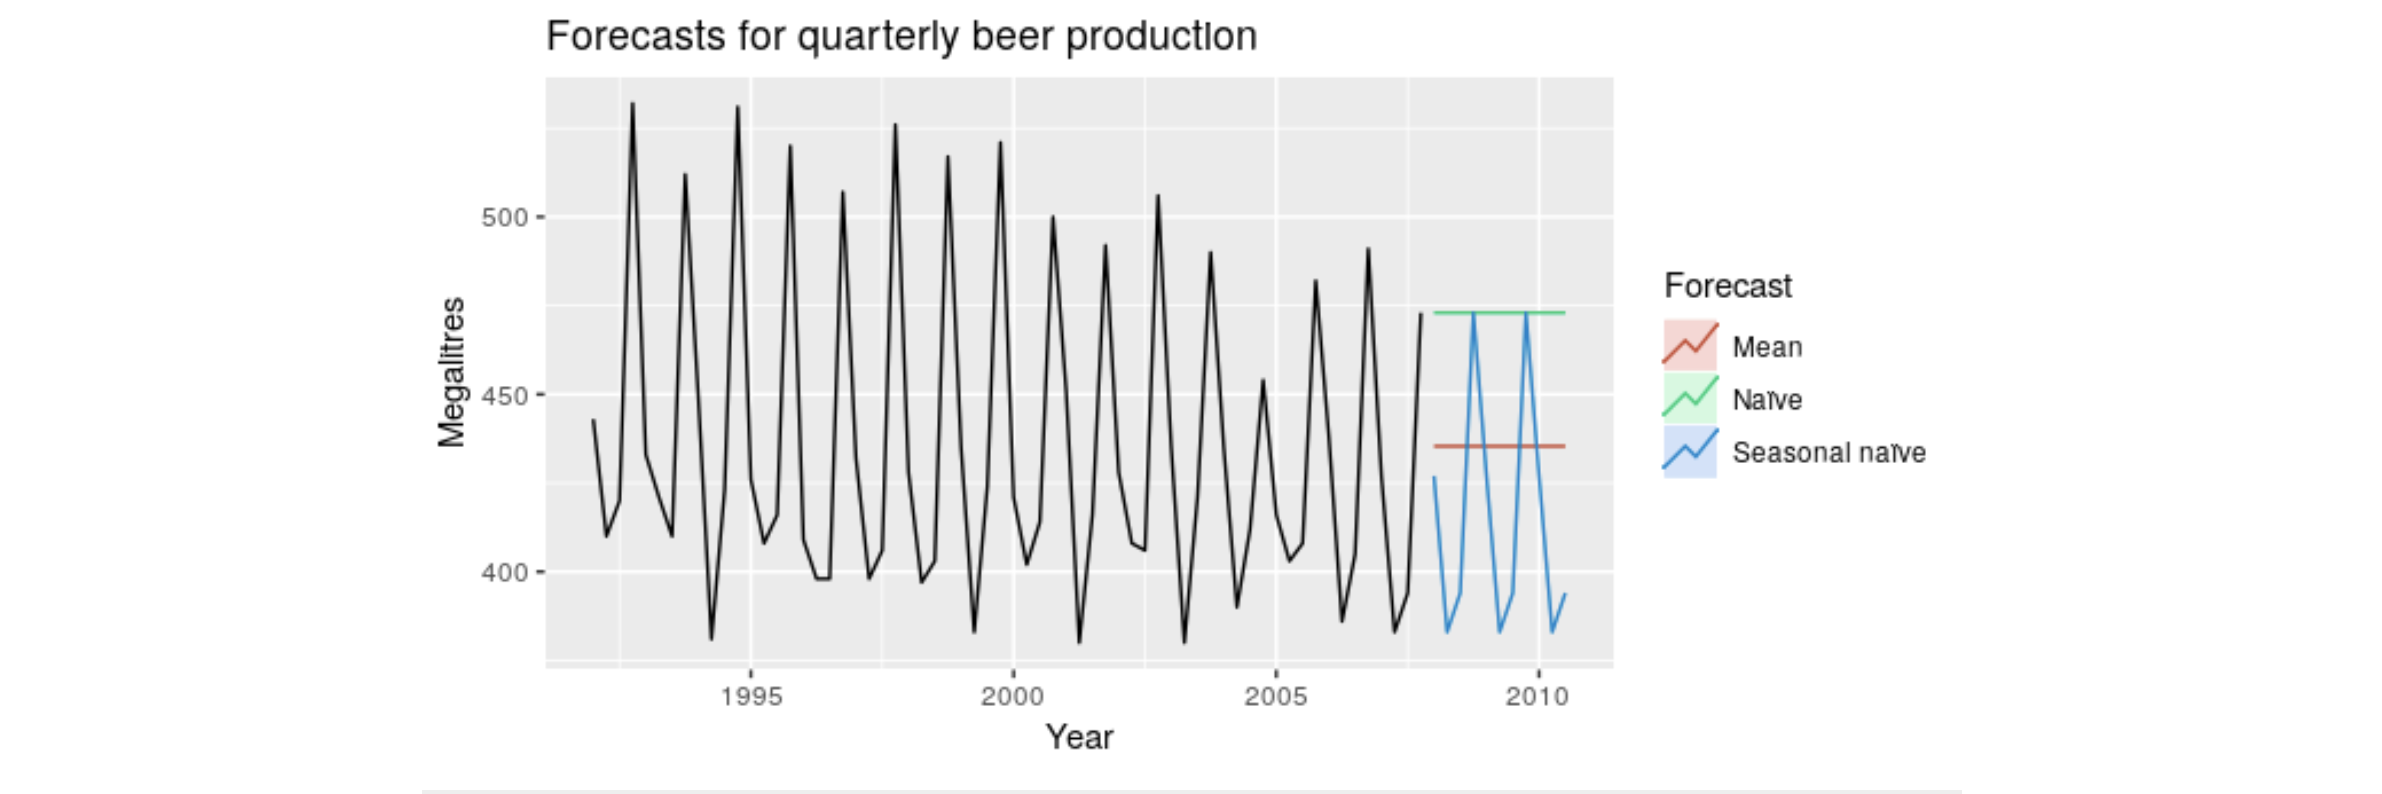 Forecasts for quarterly beer production
Megalitres
500
450
400
1995 2000 2005 2010
Year
Forecast
Mean
Naïve
Seasonal naïve